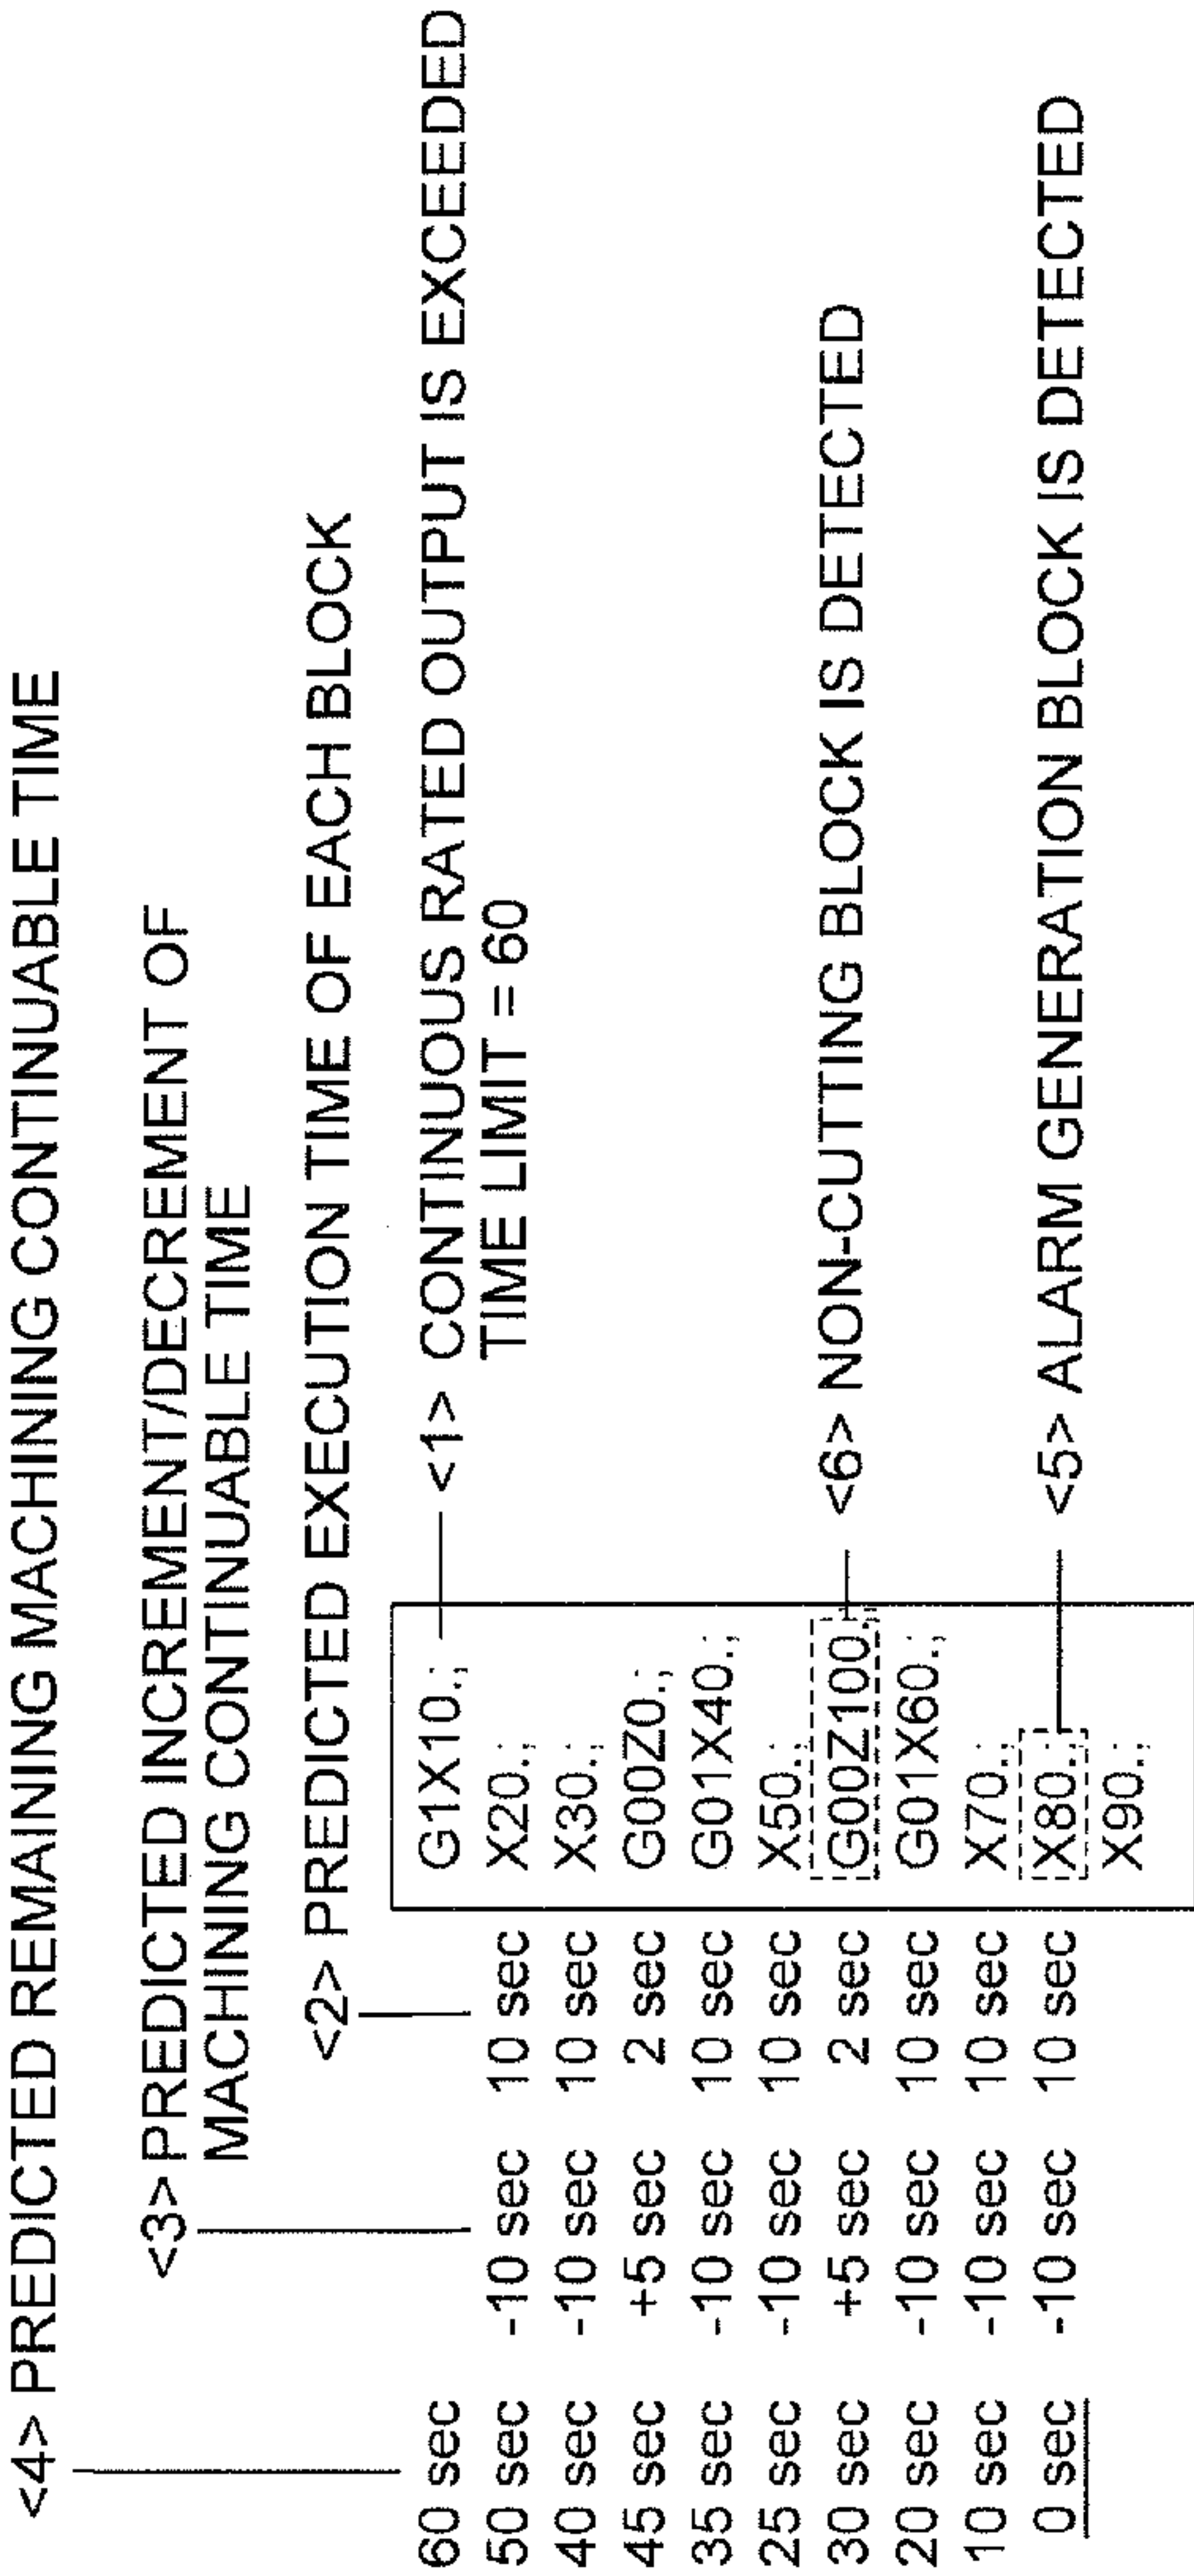 <4> PREDICTED REMAINING MACHINING CONTINUABLE TIME
<3> PREDICTED INCREMENT/DECREMENT OF
MACHINING CONTINUABLE TIME
<2> PREDICTED EXECUTION TIME OF EACH BLOCK
60 sec G1X10.; <1> CONTINUOUS RATED OUTPUT IS EXCEEDED
TIME LIMIT = 60
50 sec -10 sec 10 sec X20.;
40 sec -10 sec 10 sec X30.;
45 sec +5 sec 2 sec G00Z0.;
35 sec -10 sec 10 sec G01X40.;
25 sec -10 sec 10 sec X50.;
30 sec +5 sec 2 sec G00Z100.; <6> NON-CUTTING BLOCK IS DETECTED
20 sec -10 sec 10 sec G01X60.;
10 sec -10 sec 10 sec X70.;
0 sec -10 sec 10 sec X80.; <5> ALARM GENERATION BLOCK IS DETECTED
X90.;